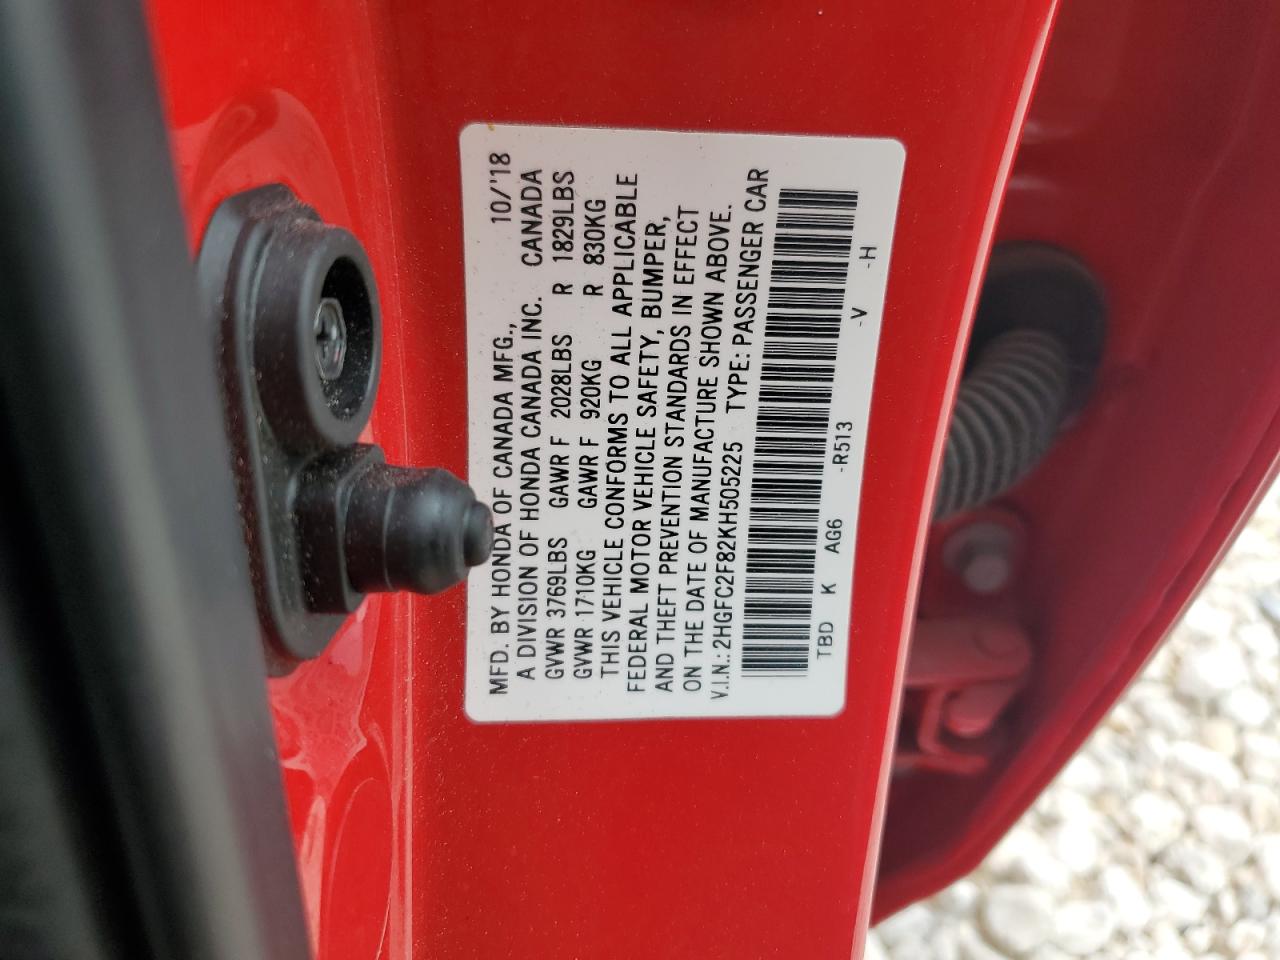 MFD. BY HONDA OF CANADA MFG., 10/'18
A DIVISION OF HONDA CANADA INC. CANADA
GVWR 3769LBS GAWR F 2028LBS R 1829LBS
GVWR 1710KG GAWR F 920KG R 830KG
THIS VEHICLE CONFORMS TO ALL APPLICABLE
FEDERAL MOTOR VEHICLE SAFETY, BUMPER,
AND THEFT PREVENTION STANDARDS IN EFFECT
ON THE DATE OF MANUFACTURE SHOWN ABOVE.
V.I.N.: 2HGFC2F82KH505225 TYPE: PASSENGER CAR
TBD K AG6 -R513 -V -H